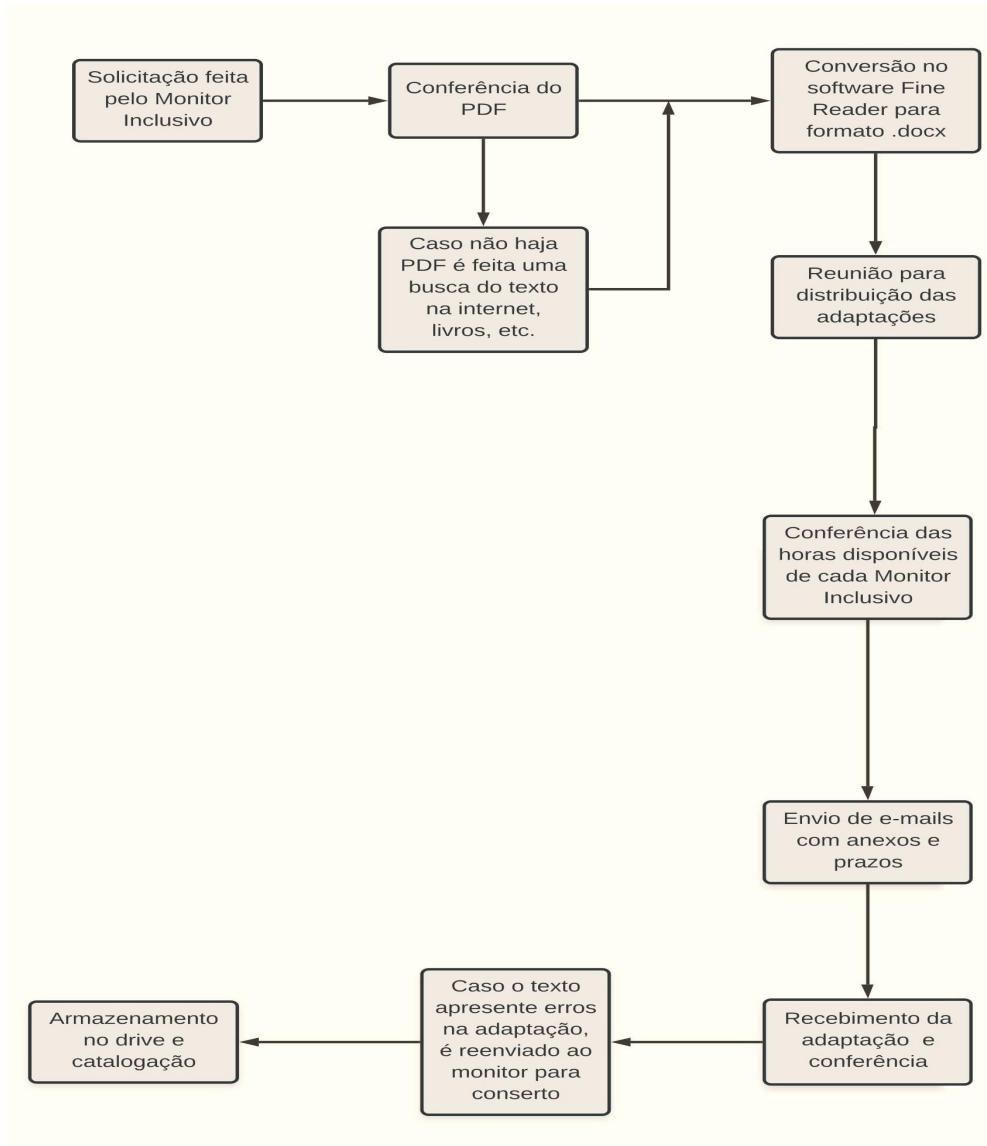 Solicitação feita
pelo Monitor
Inclusivo
Conferência do
PDF
Conversão no
software Fine
Reader para
formato .docx
Caso não haja
PDF é feita uma
busca do texto
na internet,
livros, etc.
Reunião para
distribuição das
adaptações
Conferência das
horas disponíveis
de cada Monitor
Inclusivo
Envio de e-mails
com anexos e
prazos
Recebimento da
adaptação e
conferência
Caso o texto
apresente erros
na adaptação,
é reenviado ao
monitor para
conserto
Armazenamento
no drive e
catalogação